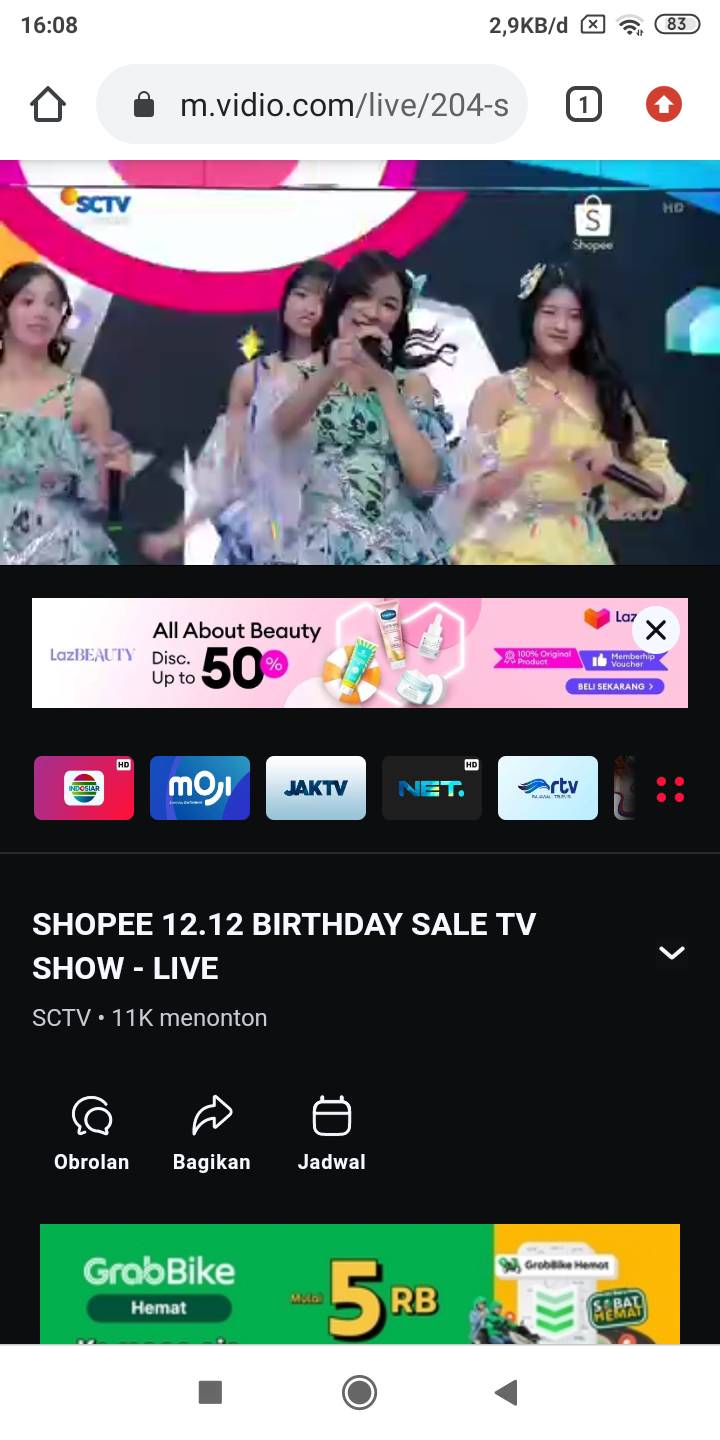 16:08
2,9KB/d
83
m.vidio.com/live/204-s
1
SCTV
S
Shopee
HD
Vidio
LazBEAUTY
All About Beauty
Disc.
Up to 50%
Laz
100% Original
Product
Membership
Voucher
BELI SEKARANG >
INDOSIAR
HD
mOJI
JAKTV
NET.
HD
rtv
SHOPEE 12.12 BIRTHDAY SALE TV
SHOW - LIVE
SCTV • 11K menonton
Obrolan
Bagikan
Jadwal
GrabBike
Hemat
Mulai 5 RB
GrabBike Hemat
SOBAT
HEMAT